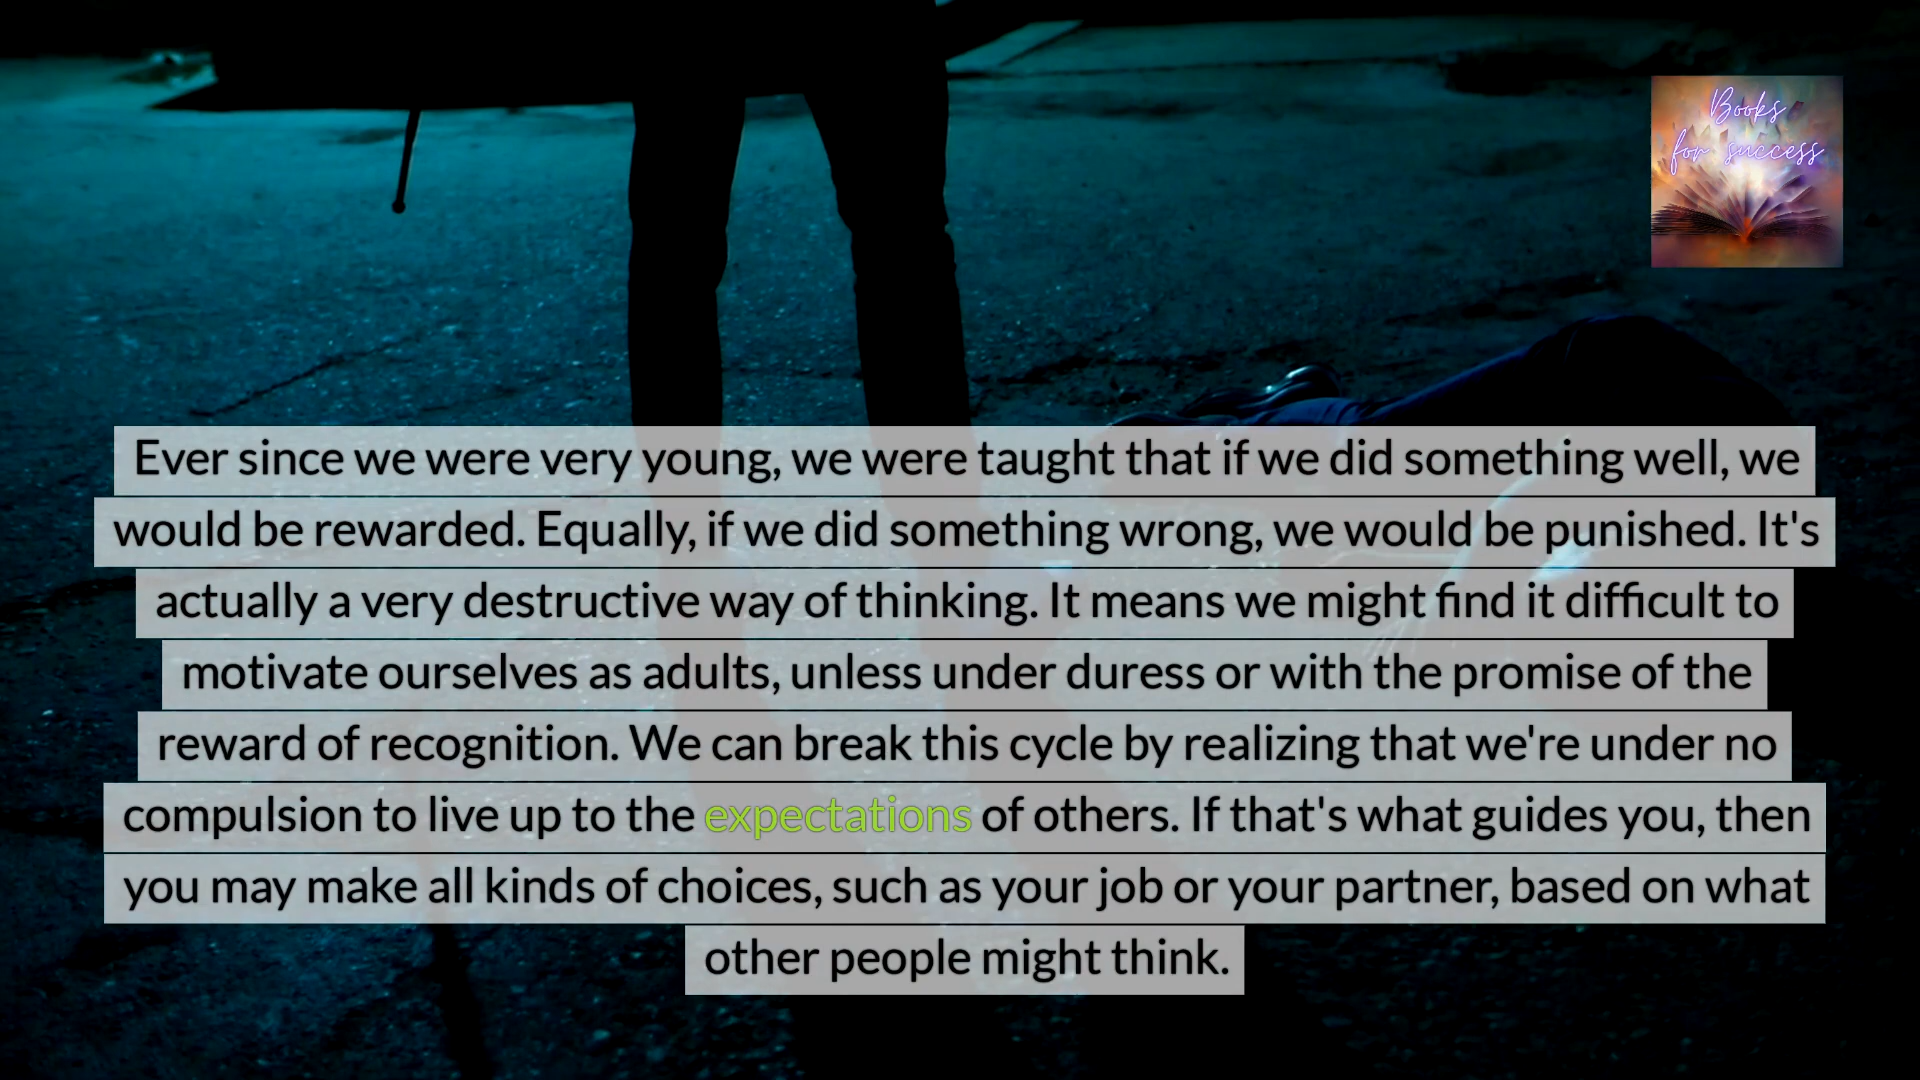 Books
for success
Ever since we were very young, we were taught that if we did something well, we
would be rewarded. Equally, if we did something wrong, we would be punished. It's
actually a very destructive way of thinking. It means we might find it difficult to
motivate ourselves as adults, unless under duress or with the promise of the
reward of recognition. We can break this cycle by realizing that we're under no
compulsion to live up to the expectations of others. If that's what guides you, then
you may make all kinds of choices, such as your job or your partner, based on what
other people might think.